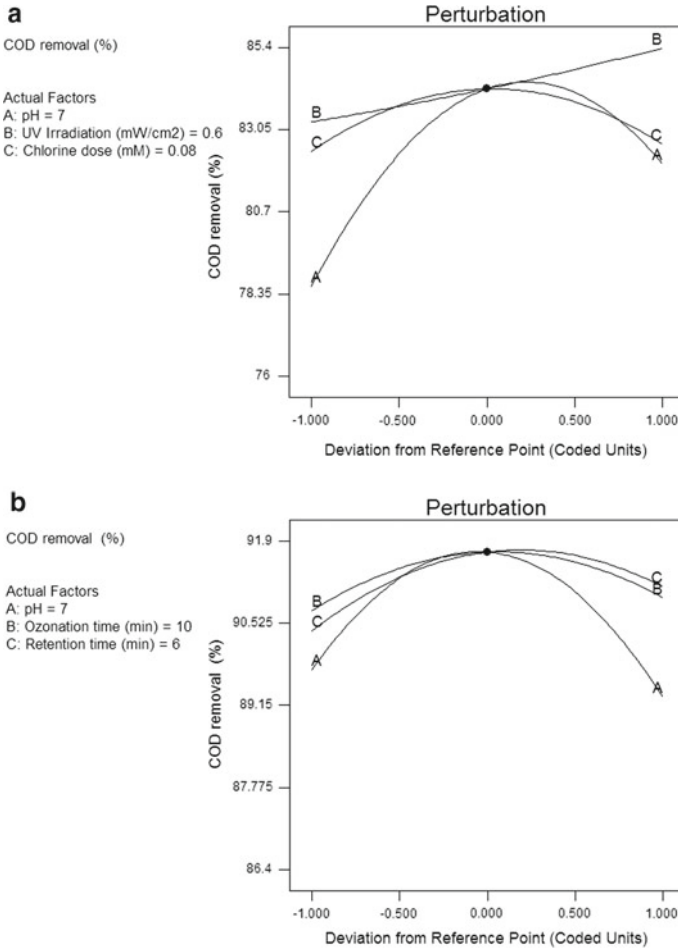 a
Perturbation
COD removal (%)
Actual Factors
A: pH = 7
B: UV Irradiation (mW/cm2) = 0.6
C: Chlorine dose (mM) = 0.08
COD removal (%)
85.4
83.05
80.7
78.35
76
B
C
A
B
C
A
-1.000
-0.500
0.000
0.500
1.000
Deviation from Reference Point (Coded Units)
b
Perturbation
COD removal (%)
Actual Factors
A: pH = 7
B: Ozonation time (min) = 10
C: Retention time (min) = 6
COD removal (%)
91.9
90.525
89.15
87.775
86.4
B
C
A
C
B
A
-1.000
-0.500
0.000
0.500
1.000
Deviation from Reference Point (Coded Units)